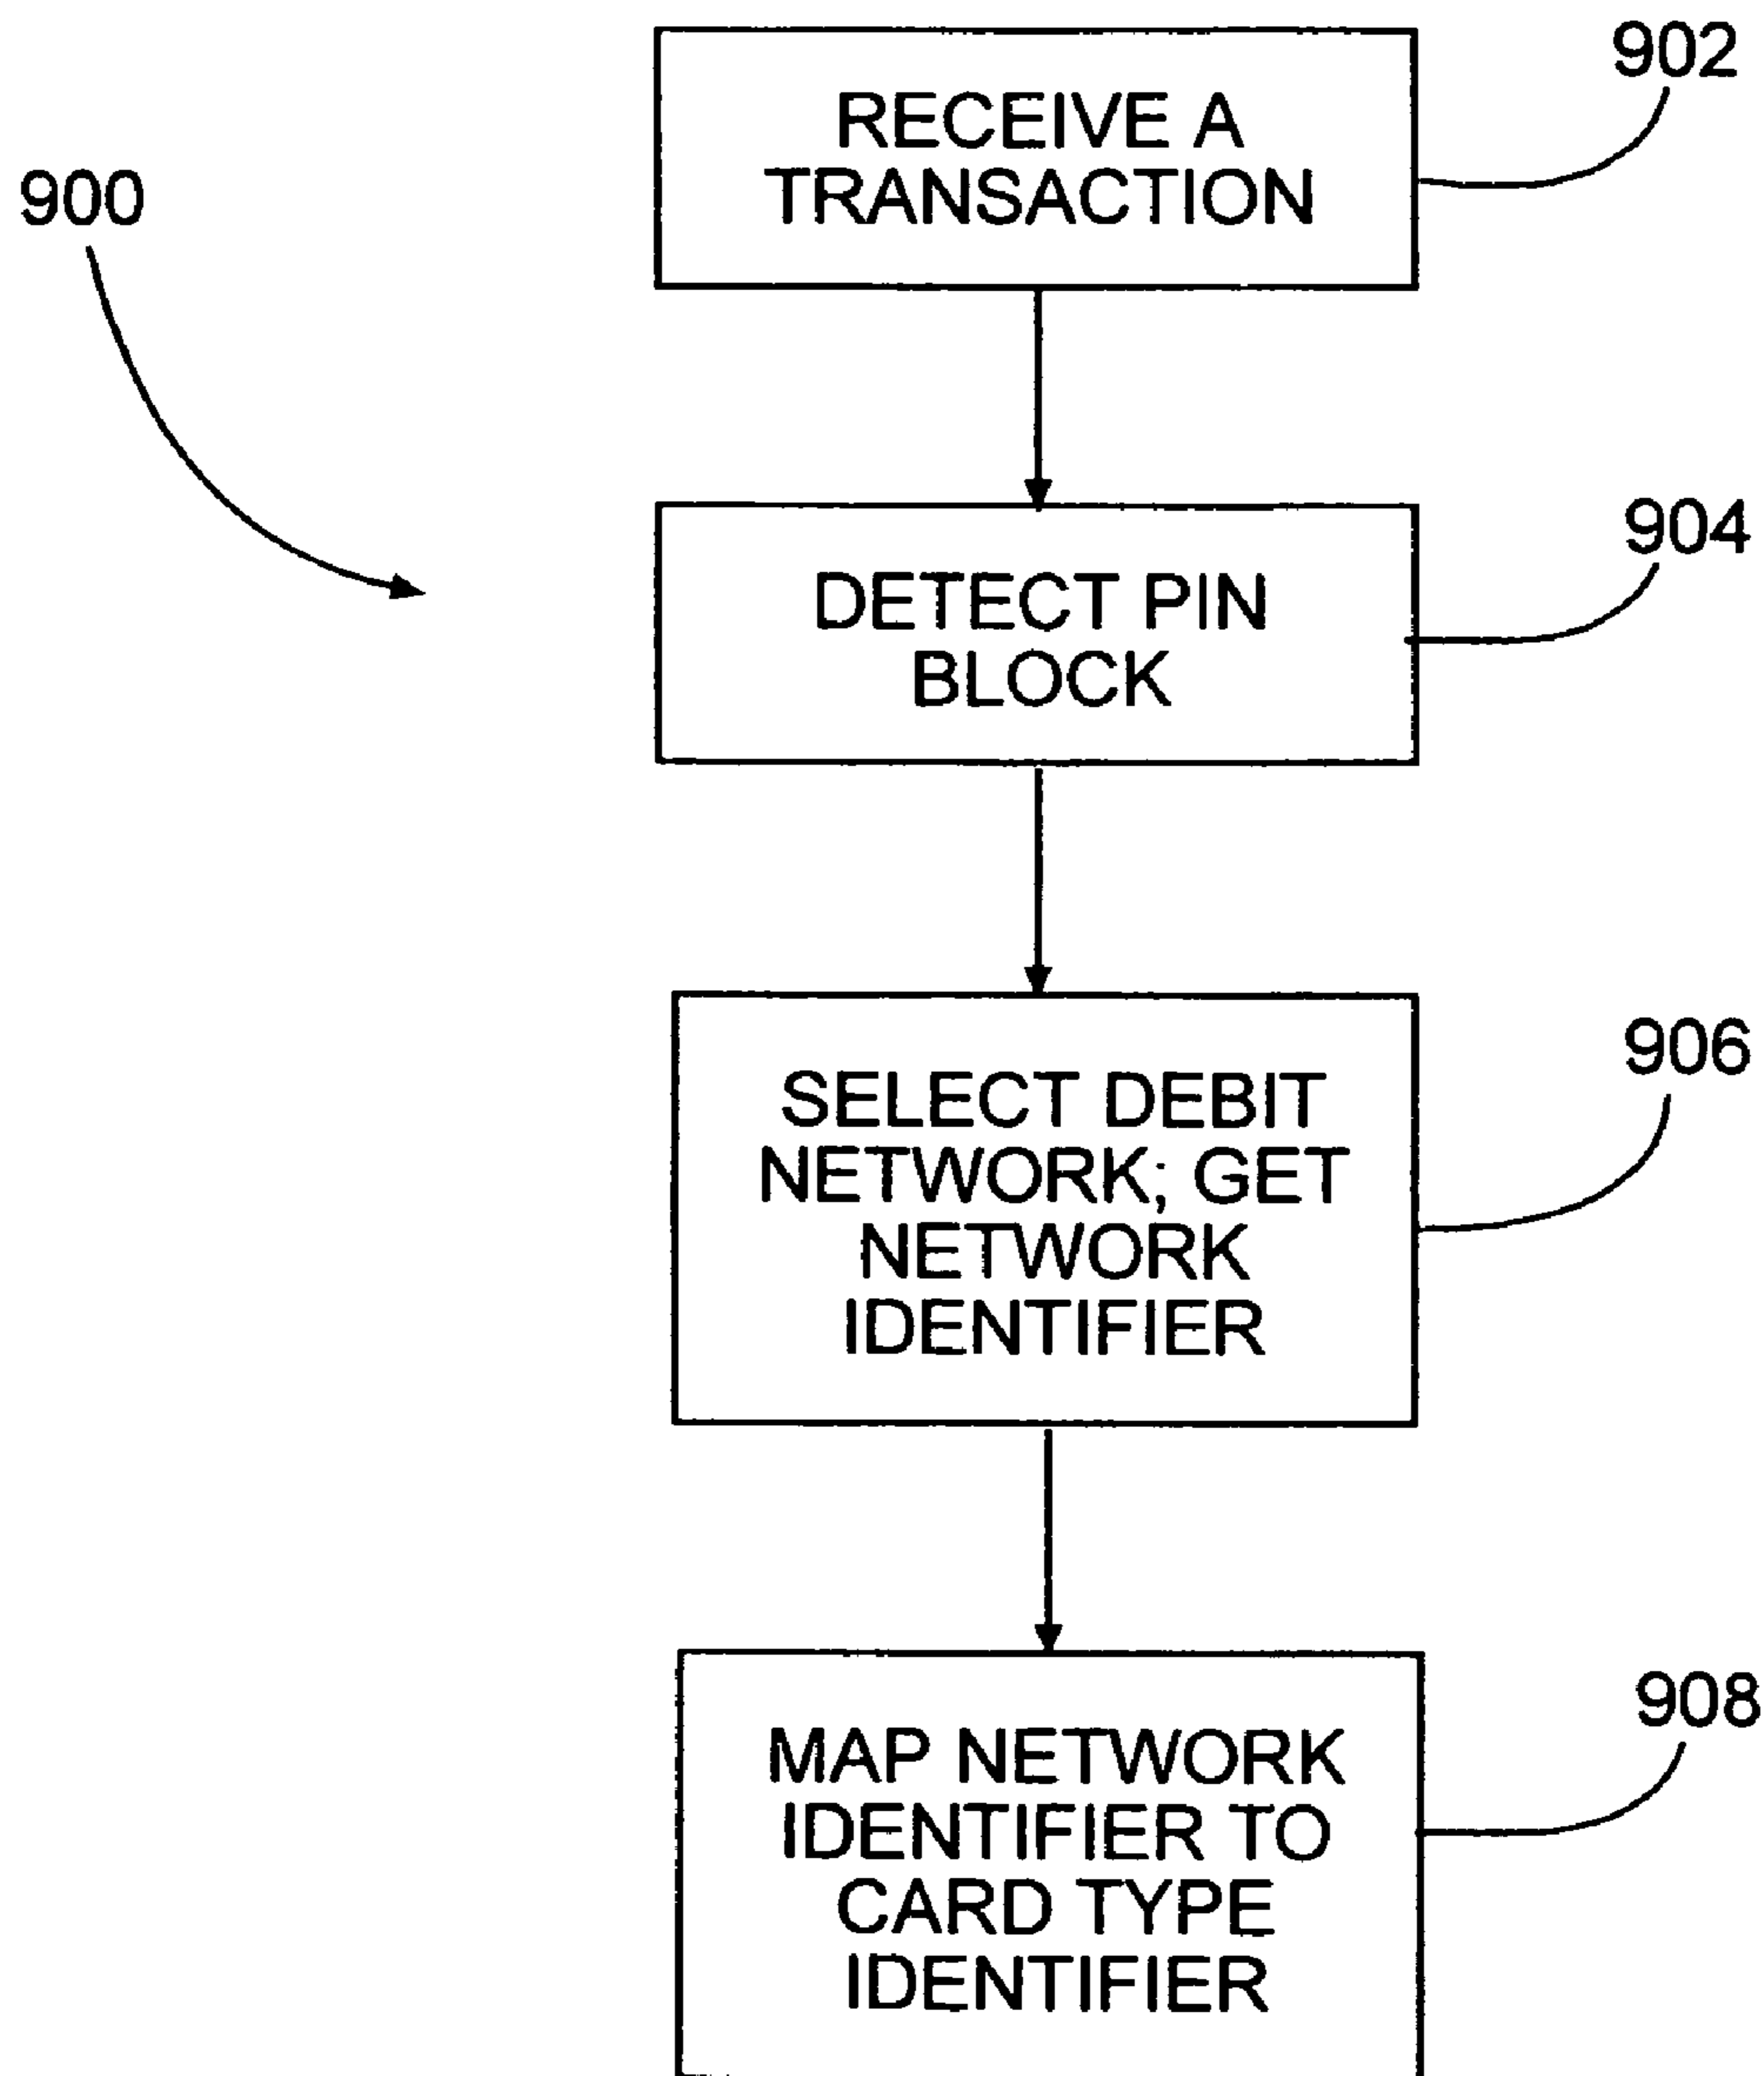 902
RECEIVE A
TRANSACTION
900
904
DETECT PIN
BLOCK
906
SELECT DEBIT
NETWORK; GET
NETWORK
IDENTIFIER
908
MAP NETWORK
IDENTIFIER TO
CARD TYPE
IDENTIFIER